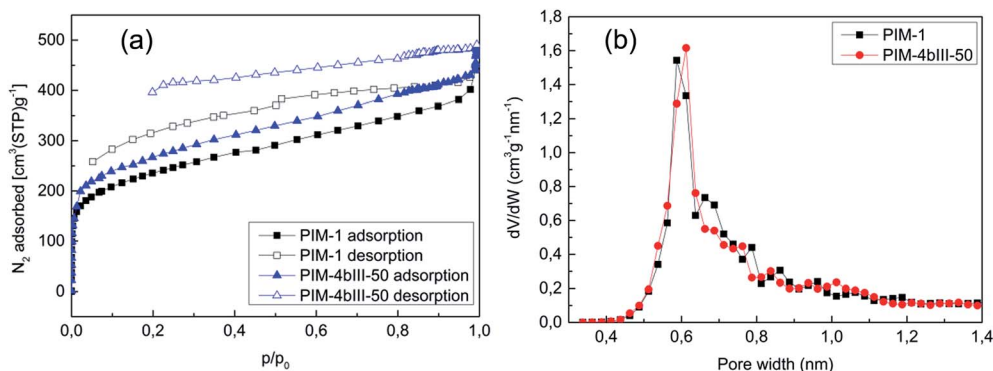 (a)
N₂ adsorbed [cm³(STP)g⁻¹]
500
400
300
200
100
0
PIM-1 adsorption
PIM-1 desorption
PIM-4bIII-50 adsorption
PIM-4bIII-50 desorption
0,0 0,2 0,4 0,6 0,8 1,0
p/p₀
(b)
PIM-1
PIM-4bIII-50
dV/dW (cm³g⁻¹nm⁻¹)
1,8
1,6
1,4
1,2
1,0
0,8
0,6
0,4
0,2
0,0
0,4 0,6 0,8 1,0 1,2 1,4
Pore width (nm)